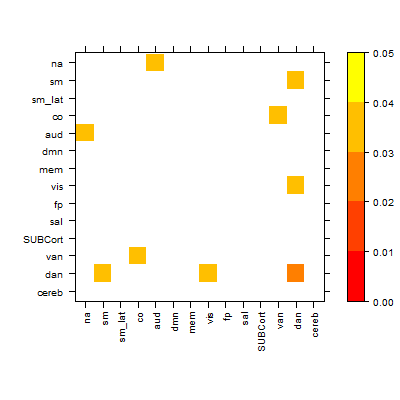 na
sm
sm_lat
co
aud
dmn
mem
vis
fp
sal
SUBCort
van
dan
cereb
na
sm
sm_lat
co
aud
dmn
mem
vis
fp
sal
SUBCort
van
dan
cereb
0.05
0.04
0.03
0.02
0.01
0.00